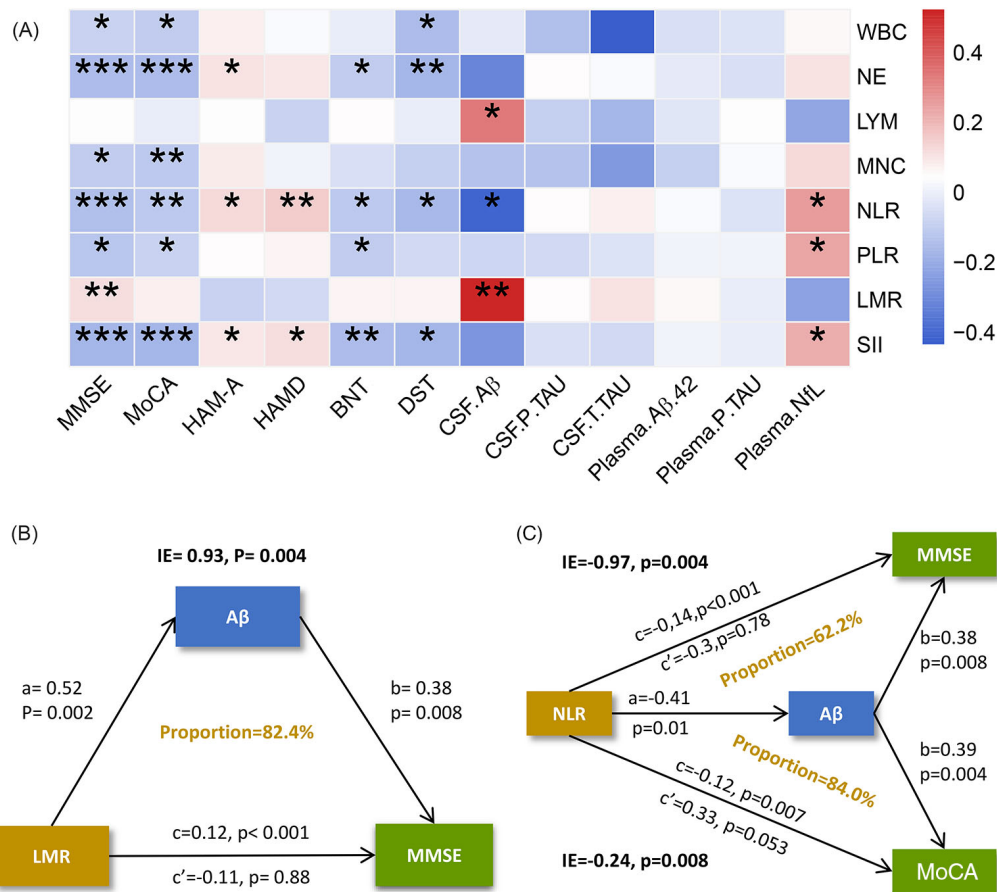 (A)
* * * WBC
*** *** * * ** NE
* LYM
* ** MNC
*** ** * ** * * * * NLR
* * * * PLR
** ** LMR
*** *** * * ** * * SII
0.4
0.2
0
−0.2
−0.4
MMSE
MoCA
HAM-A
HAMD
BNT
DST
CSF.Aβ
CSF.P.TAU
CSF.T.TAU
Plasma.Aβ.42
Plasma.P.TAU
Plasma.NfL
(B)
IE= 0.93, P= 0.004
Aβ
a= 0.52
P= 0.002
b= 0.38
p= 0.008
Proportion=82.4%
LMR
c=0.12, p< 0.001
c’=-0.11, p= 0.88
MMSE
(C)
IE=-0.97, p=0.004
MMSE
c=-0,14,p<0.001
c’=-0.3,p=0.78
Proportion=62.2%
b=0.38
p=0.008
NLR
a=-0.41
p=0.01
Aβ
Proportion=84.0%
b=0.39
p=0.004
c=-0.12, p=0.007
c’=0.33, p=0.053
IE=-0.24, p=0.008
MoCA